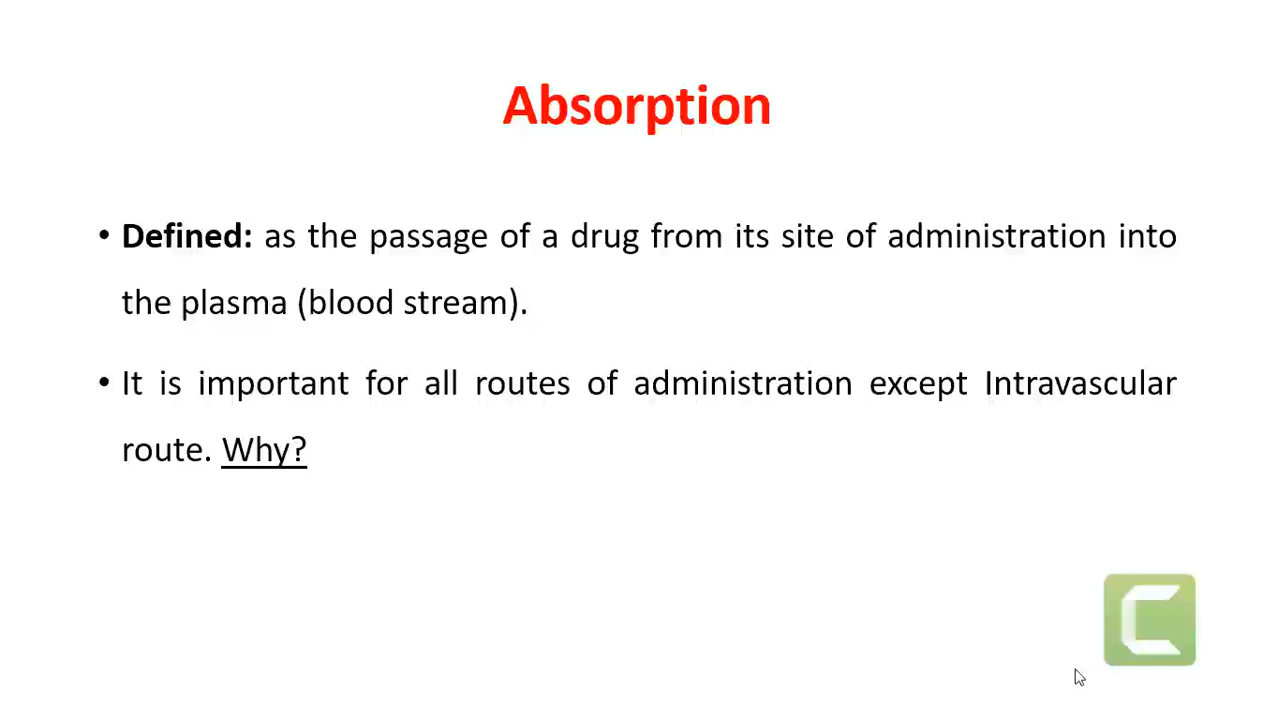 Absorption
• Defined: as the passage of a drug from its site of administration into
the plasma (blood stream).
• It is important for all routes of administration except Intravascular
route. Why?